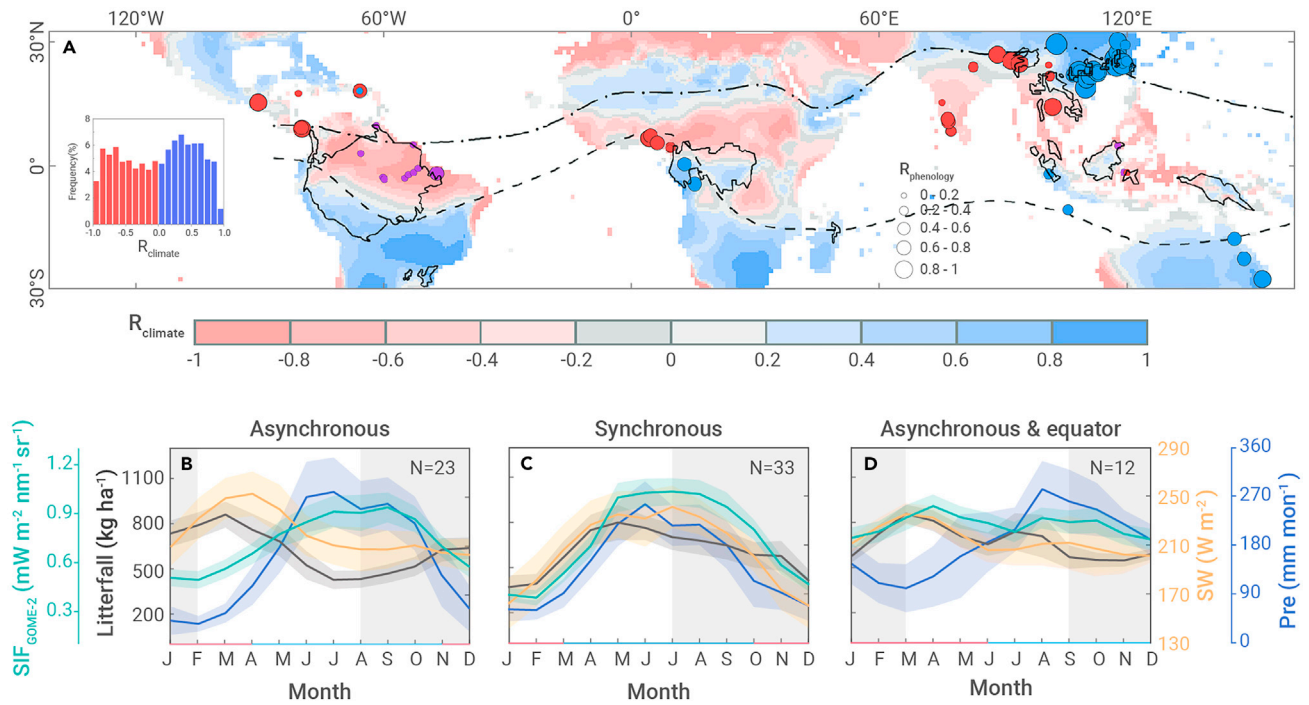 120°W 60°W 0° 60°E 120°E
30°N
0°
30°S
A
8
6
4
2
0
Frequency(%)
-1.0 -0.5 0.0 0.5 1.0
Rclimate
Rphenology
0 - 0.2
0.2 - 0.4
0.4 - 0.6
0.6 - 0.8
0.8 - 1
Rclimate
-1 -0.8 -0.6 -0.4 -0.2 0 0.2 0.4 0.6 0.8 1
Asynchronous
Synchronous
Asynchronous & equator
B
N=23
C
N=33
D
N=12
SIFGOME-2 (mW m-2 nm-1 sr-1)
1.2
0.9
0.6
0.3
Litterfall (kg ha-1)
1100
800
500
200
290
250
210
170
130
SW (W m-2)
360
270
180
90
0
Pre (mm mon-1)
J F M A M J J A S O N D
J F M A M J J A S O N D
J F M A M J J A S O N D
Month
Month
Month